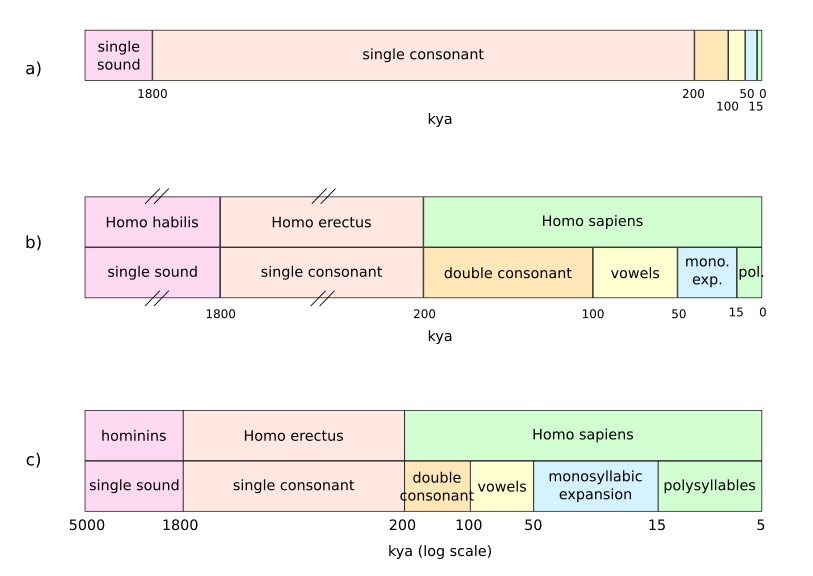 a)
single
sound
single consonant
1800
200
50 0
100
15
kya
b)
Homo habilis
Homo erectus
Homo sapiens
single sound
single consonant
double consonant
vowels
mono.
exp.
pol.
1800
200
100
50
15
0
kya
c)
hominins
Homo erectus
Homo sapiens
single sound
single consonant
double
consonant
vowels
monosyllabic
expansion
polysyllables
5000
1800
200
100
50
15
5
kya (log scale)